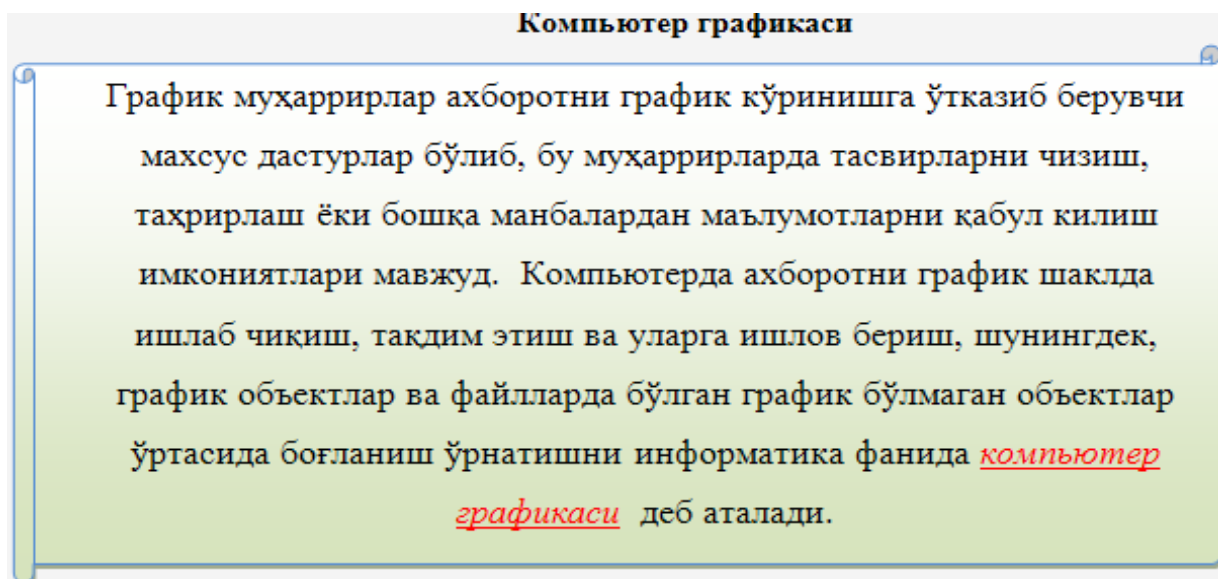 Компьютер графикаси
График муҳаррирлар ахборотни график кўринишга ўтказиб берувчи
махсус дастурлар бўлиб, бу муҳаррирларда тасвирларни чизиш,
таҳрирлаш ёки бошқа манбалардан маълумотларни қабул килиш
имкониятлари мавжуд. Компьютерда ахборотни график шаклда
ишлаб чиқиш, тақдим этиш ва уларга ишлов бериш, шунингдек,
график объектлар ва файлларда бўлган график бўлмаган объектлар
ўртасида боғланиш ўрнатишни информатика фанида компьютер
графикаси деб аталади.